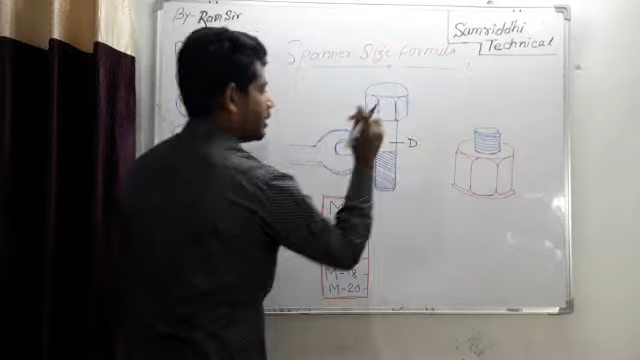 By- Ram Sir
Samriddhi
Technical
Spanner Size Formula
D
M-18
M-20